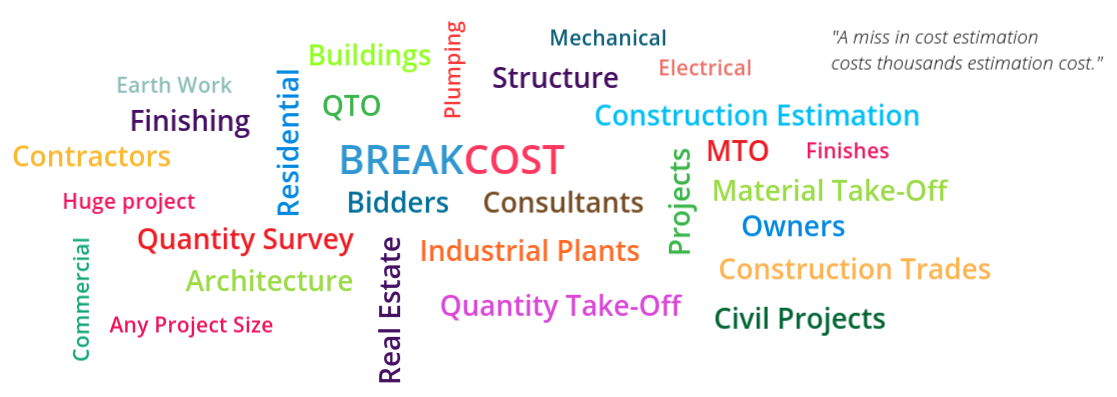 Mechanical
"A miss in cost estimation
costs thousands estimation cost."
Buildings
Plumping
Electrical
Structure
Earth Work
Residential
QTO
Finishing
Construction Estimation
Contractors
BREAKCOST
Projects
MTO
Finishes
Huge project
Bidders
Consultants
Material Take-Off
Owners
Quantity Survey
Industrial Plants
Commercial
Architecture
Real Estate
Construction Trades
Quantity Take-Off
Any Project Size
Civil Projects